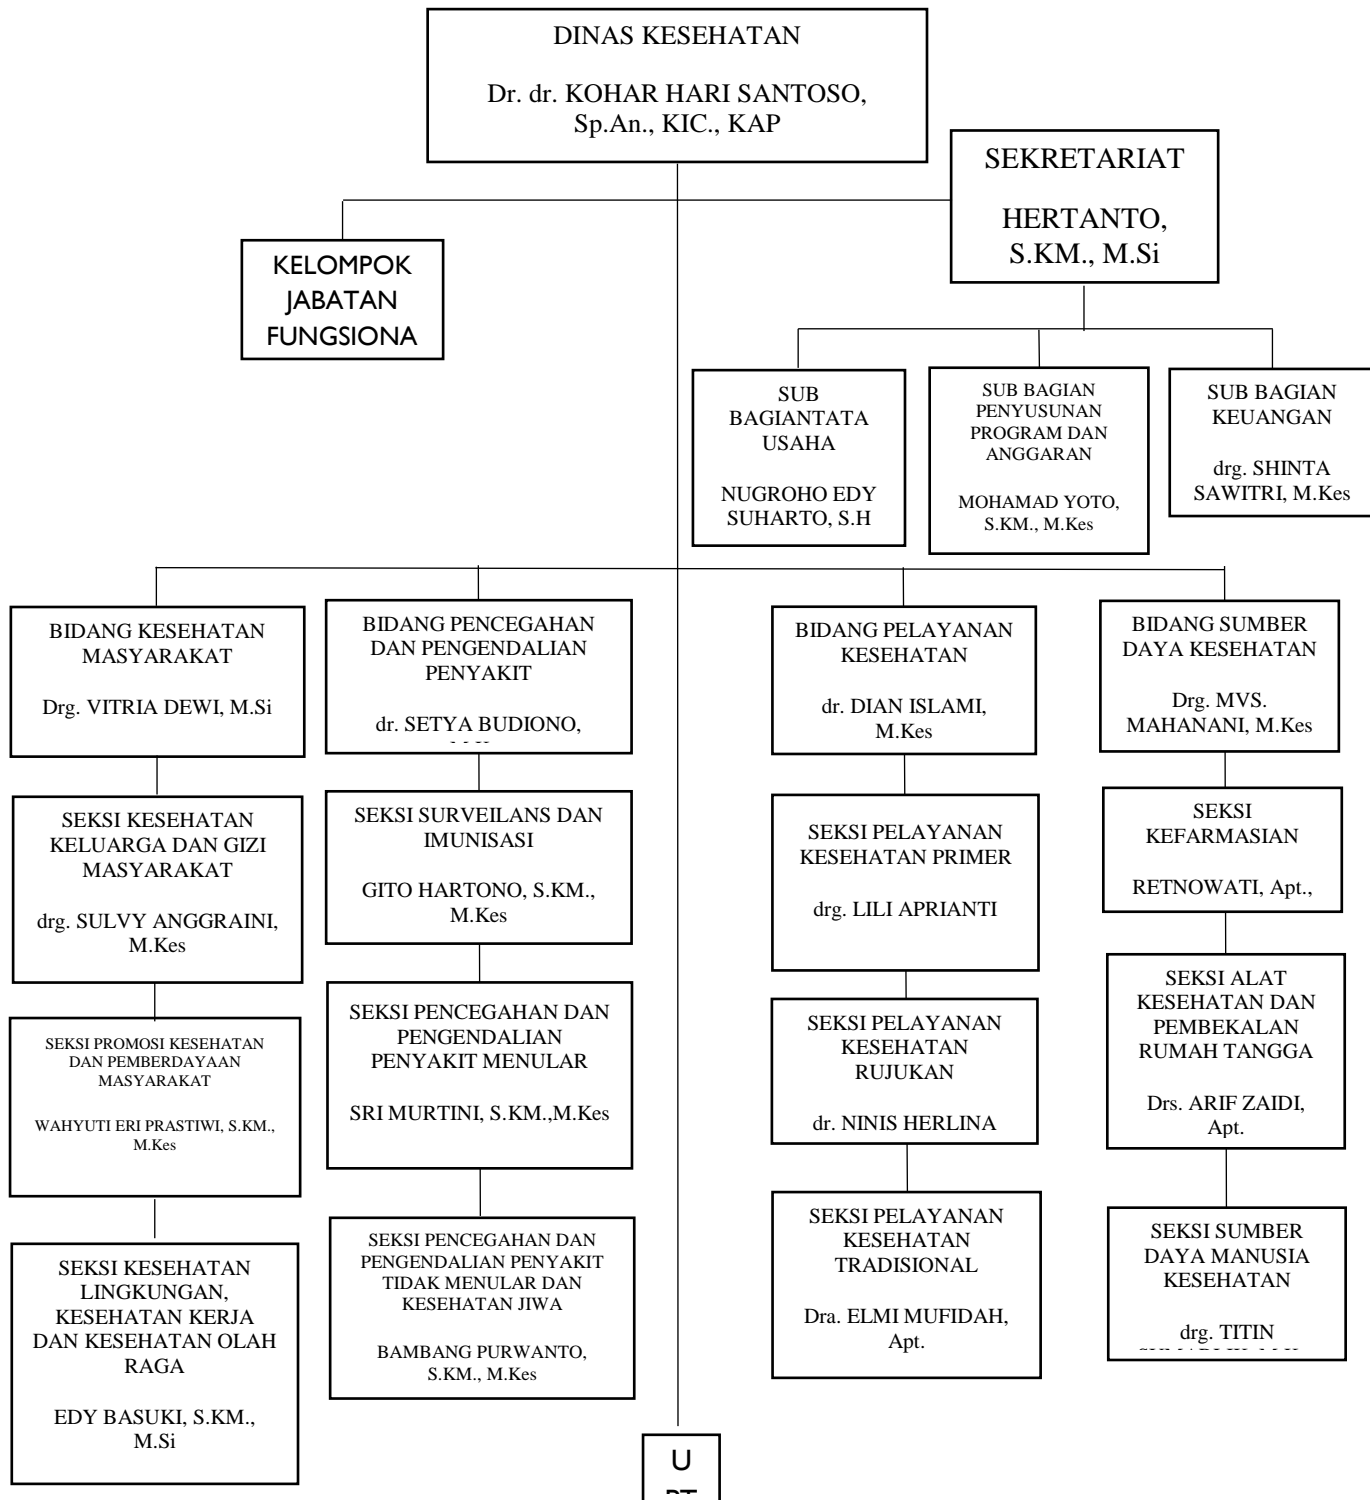 DINAS KESEHATAN
Dr. dr. KOHAR HARI SANTOSO,
Sp.An., KIC., KAP
SEKRETARIAT
HERTANTO,
S.KM., M.Si
KELOMPOK
JABATAN
FUNGSIONA
SUB
BAGIANTATA
USAHA
NUGROHO EDY
SUHARTO, S.H
SUB BAGIAN
PENYUSUNAN
PROGRAM DAN
ANGGARAN
MOHAMAD YOTO,
S.KM., M.Kes
SUB BAGIAN
KEUANGAN
drg. SHINTA
SAWITRI, M.Kes
BIDANG KESEHATAN
MASYARAKAT
Drg. VITRIA DEWI, M.Si
BIDANG PENCEGAHAN
DAN PENGENDALIAN
PENYAKIT
dr. SETYA BUDIONO,
BIDANG PELAYANAN
KESEHATAN
dr. DIAN ISLAMI,
M.Kes
BIDANG SUMBER
DAYA KESEHATAN
Drg. MVS.
MAHANANI, M.Kes
SEKSI KESEHATAN
KELUARGA DAN GIZI
MASYARAKAT
drg. SULVY ANGGRAINI,
M.Kes
SEKSI SURVEILANS DAN
IMUNISASI
GITO HARTONO, S.KM.,
M.Kes
SEKSI PELAYANAN
KESEHATAN PRIMER
drg. LILI APRIANTI
SEKSI
KEFARMASIAN
RETNOWATI, Apt.,
SEKSI PROMOSI KESEHATAN
DAN PEMBERDAYAAN
MASYARAKAT
WAHYUTI ERI PRASTIWI, S.KM.,
M.Kes
SEKSI PENCEGAHAN DAN
PENGENDALIAN
PENYAKIT MENULAR
SRI MURTINI, S.KM.,M.Kes
SEKSI PELAYANAN
KESEHATAN
RUJUKAN
dr. NINIS HERLINA
SEKSI ALAT
KESEHATAN DAN
PEMBEKALAN
RUMAH TANGGA
Drs. ARIF ZAIDI,
Apt.
SEKSI KESEHATAN
LINGKUNGAN,
KESEHATAN KERJA
DAN KESEHATAN OLAH
RAGA
EDY BASUKI, S.KM.,
M.Si
SEKSI PENCEGAHAN DAN
PENGENDALIAN PENYAKIT
TIDAK MENULAR DAN
KESEHATAN JIWA
BAMBANG PURWANTO,
S.KM., M.Kes
SEKSI PELAYANAN
KESEHATAN
TRADISIONAL
Dra. ELMI MUFIDAH,
Apt.
SEKSI SUMBER
DAYA MANUSIA
KESEHATAN
drg. TITIN
U